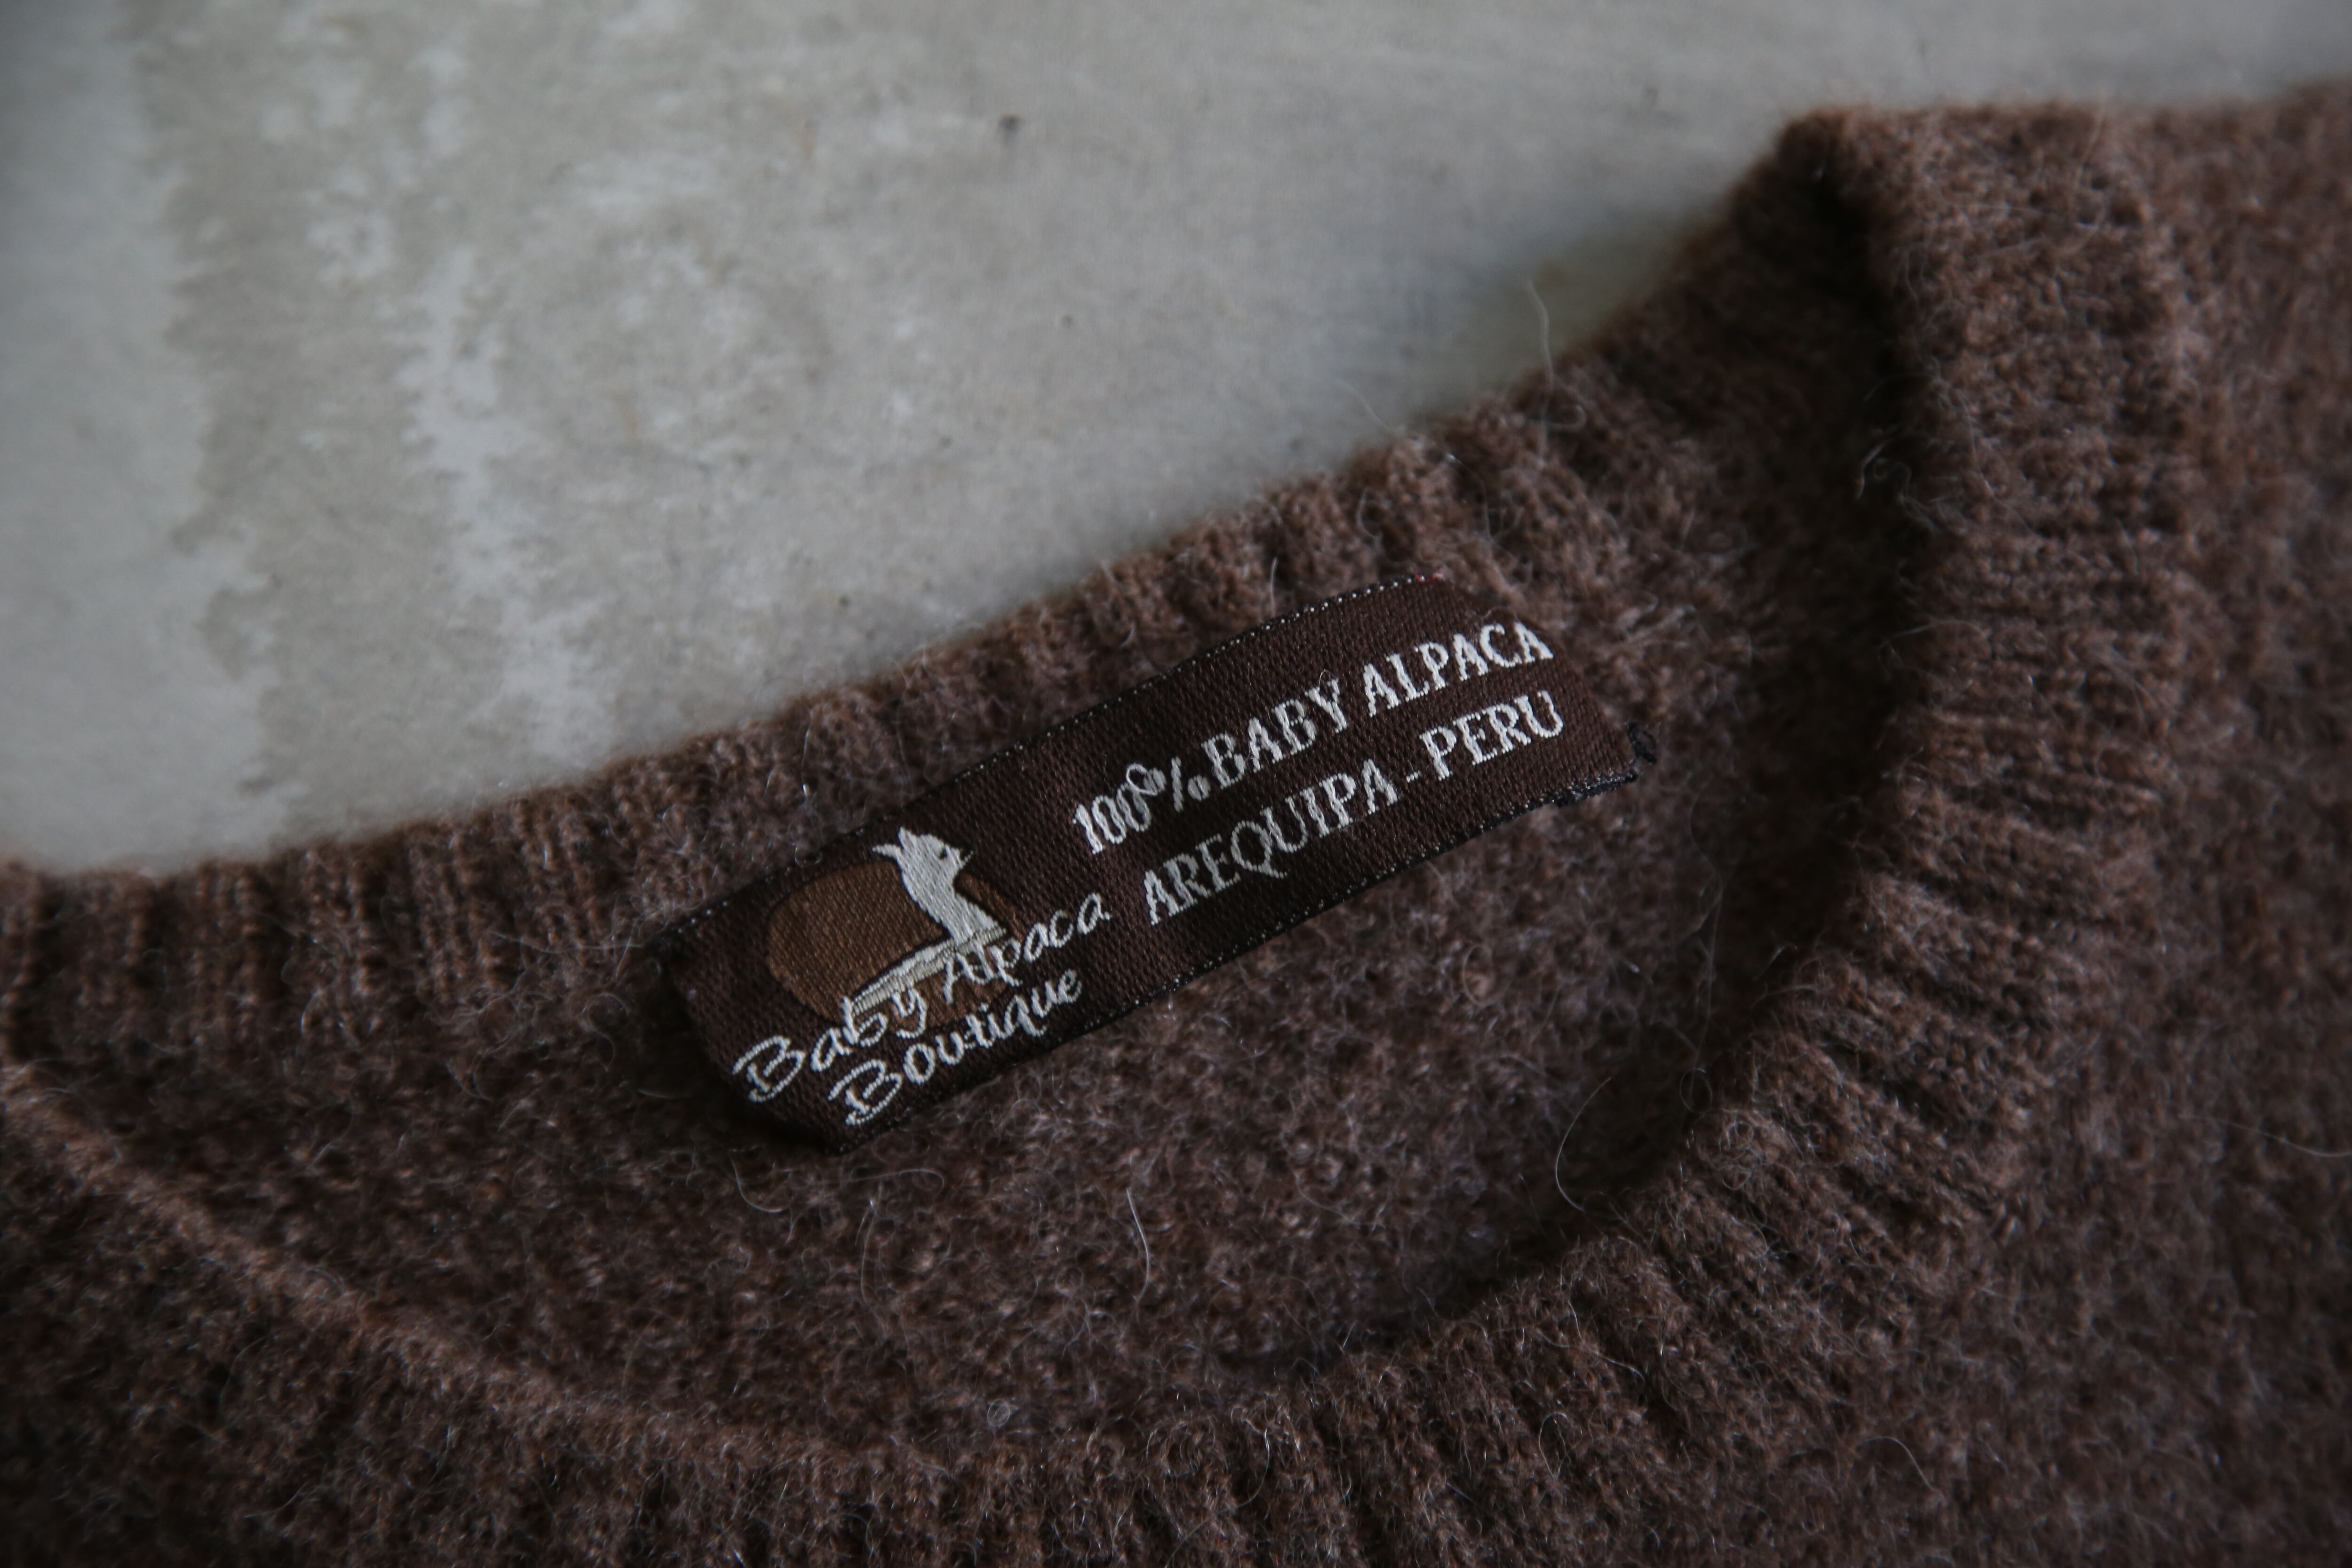 Baby Alpaca
Boutique
100% BABY ALPACA
AREQUIPA - PERU